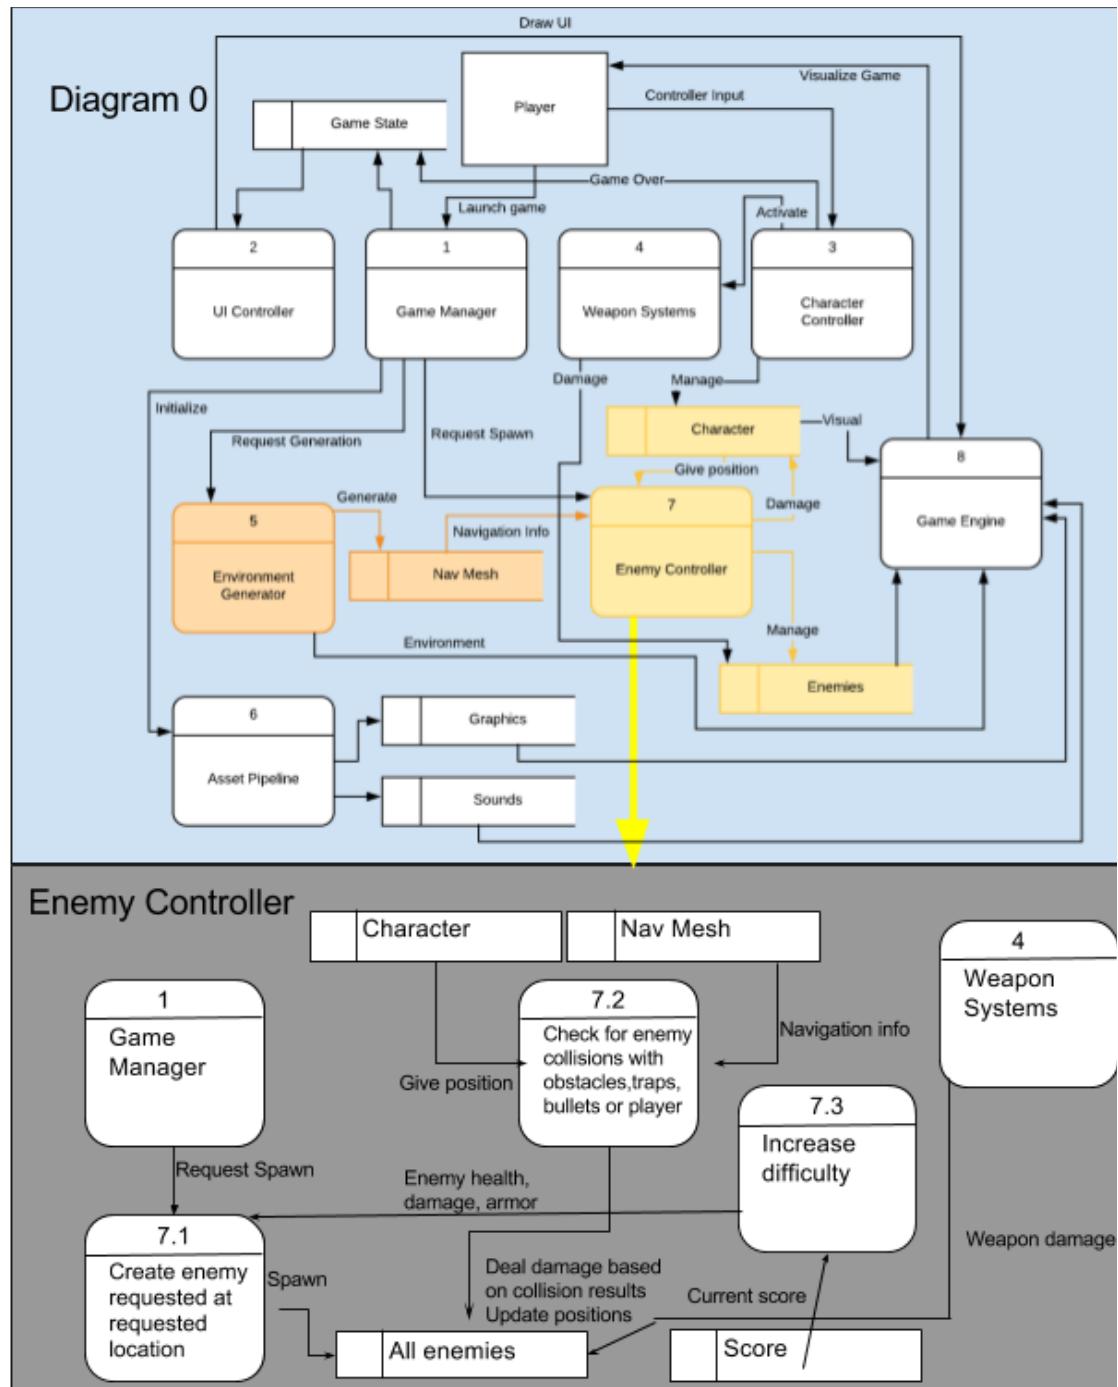 Draw UI
Diagram 0
Player
Visualize Game
Controller Input
Game State
Game Over
Launch game
Activate
2
UI Controller
1
Game Manager
4
Weapon Systems
3
Character
Controller
Damage
Manage
Initialize
Request Generation
Request Spawn
Character
Visual
Give position
8
Game Engine
Generate
5
Environment
Generator
Navigation Info
Nav Mesh
7
Enemy Controller
Damage
Manage
Environment
Enemies
6
Asset Pipeline
Graphics
Sounds
Enemy Controller
Character
Nav Mesh
4
Weapon
Systems
1
Game
Manager
7.2
Check for enemy
collisions with
obstacles,traps,
bullets or player
Navigation info
Give position
7.3
Increase
difficulty
Request Spawn
Enemy health,
damage, armor
7.1
Create enemy
requested at
requested
location
Spawn
Weapon damage
Deal damage based
on collision results
Update positions
Current score
All enemies
Score